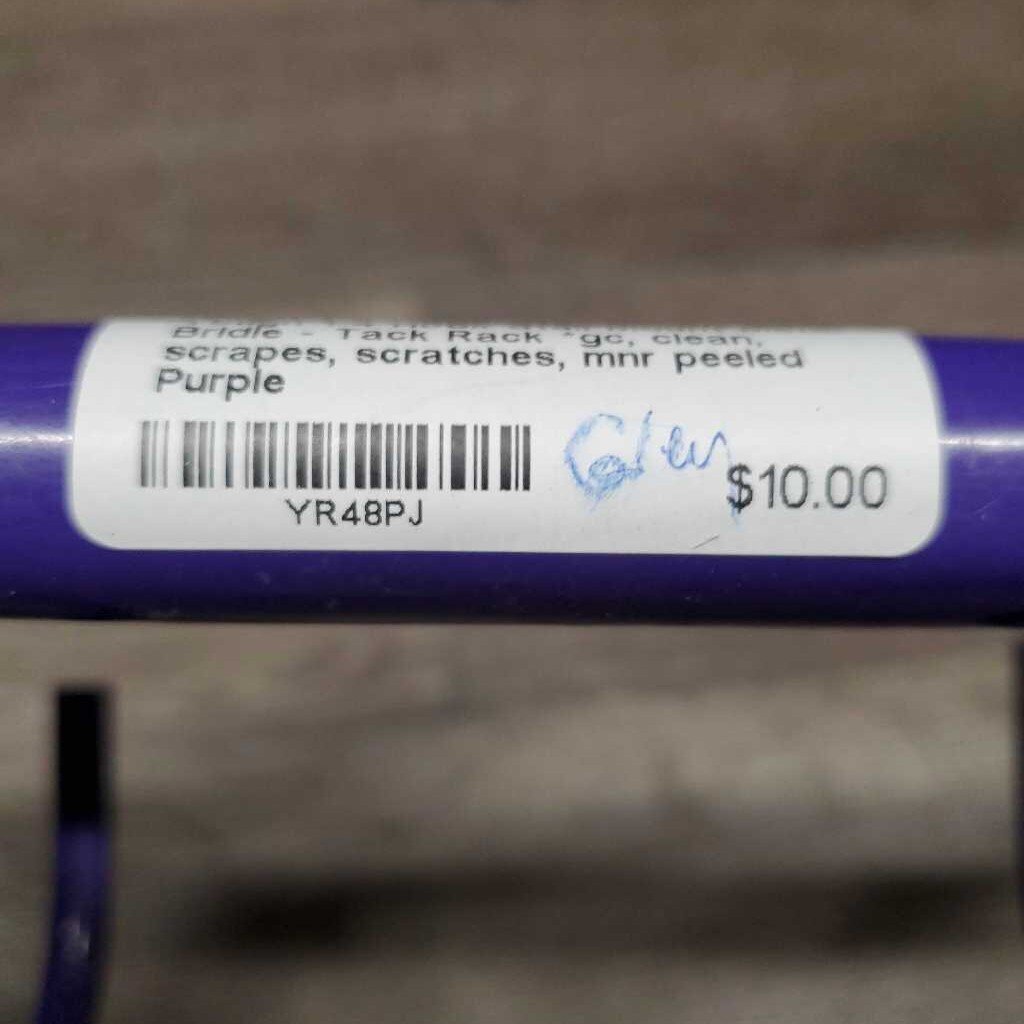 Bridle - Tack Rack *gc, clean,
scrapes, scratches, mnr peeled
Purple
$10.00
YR48PJ